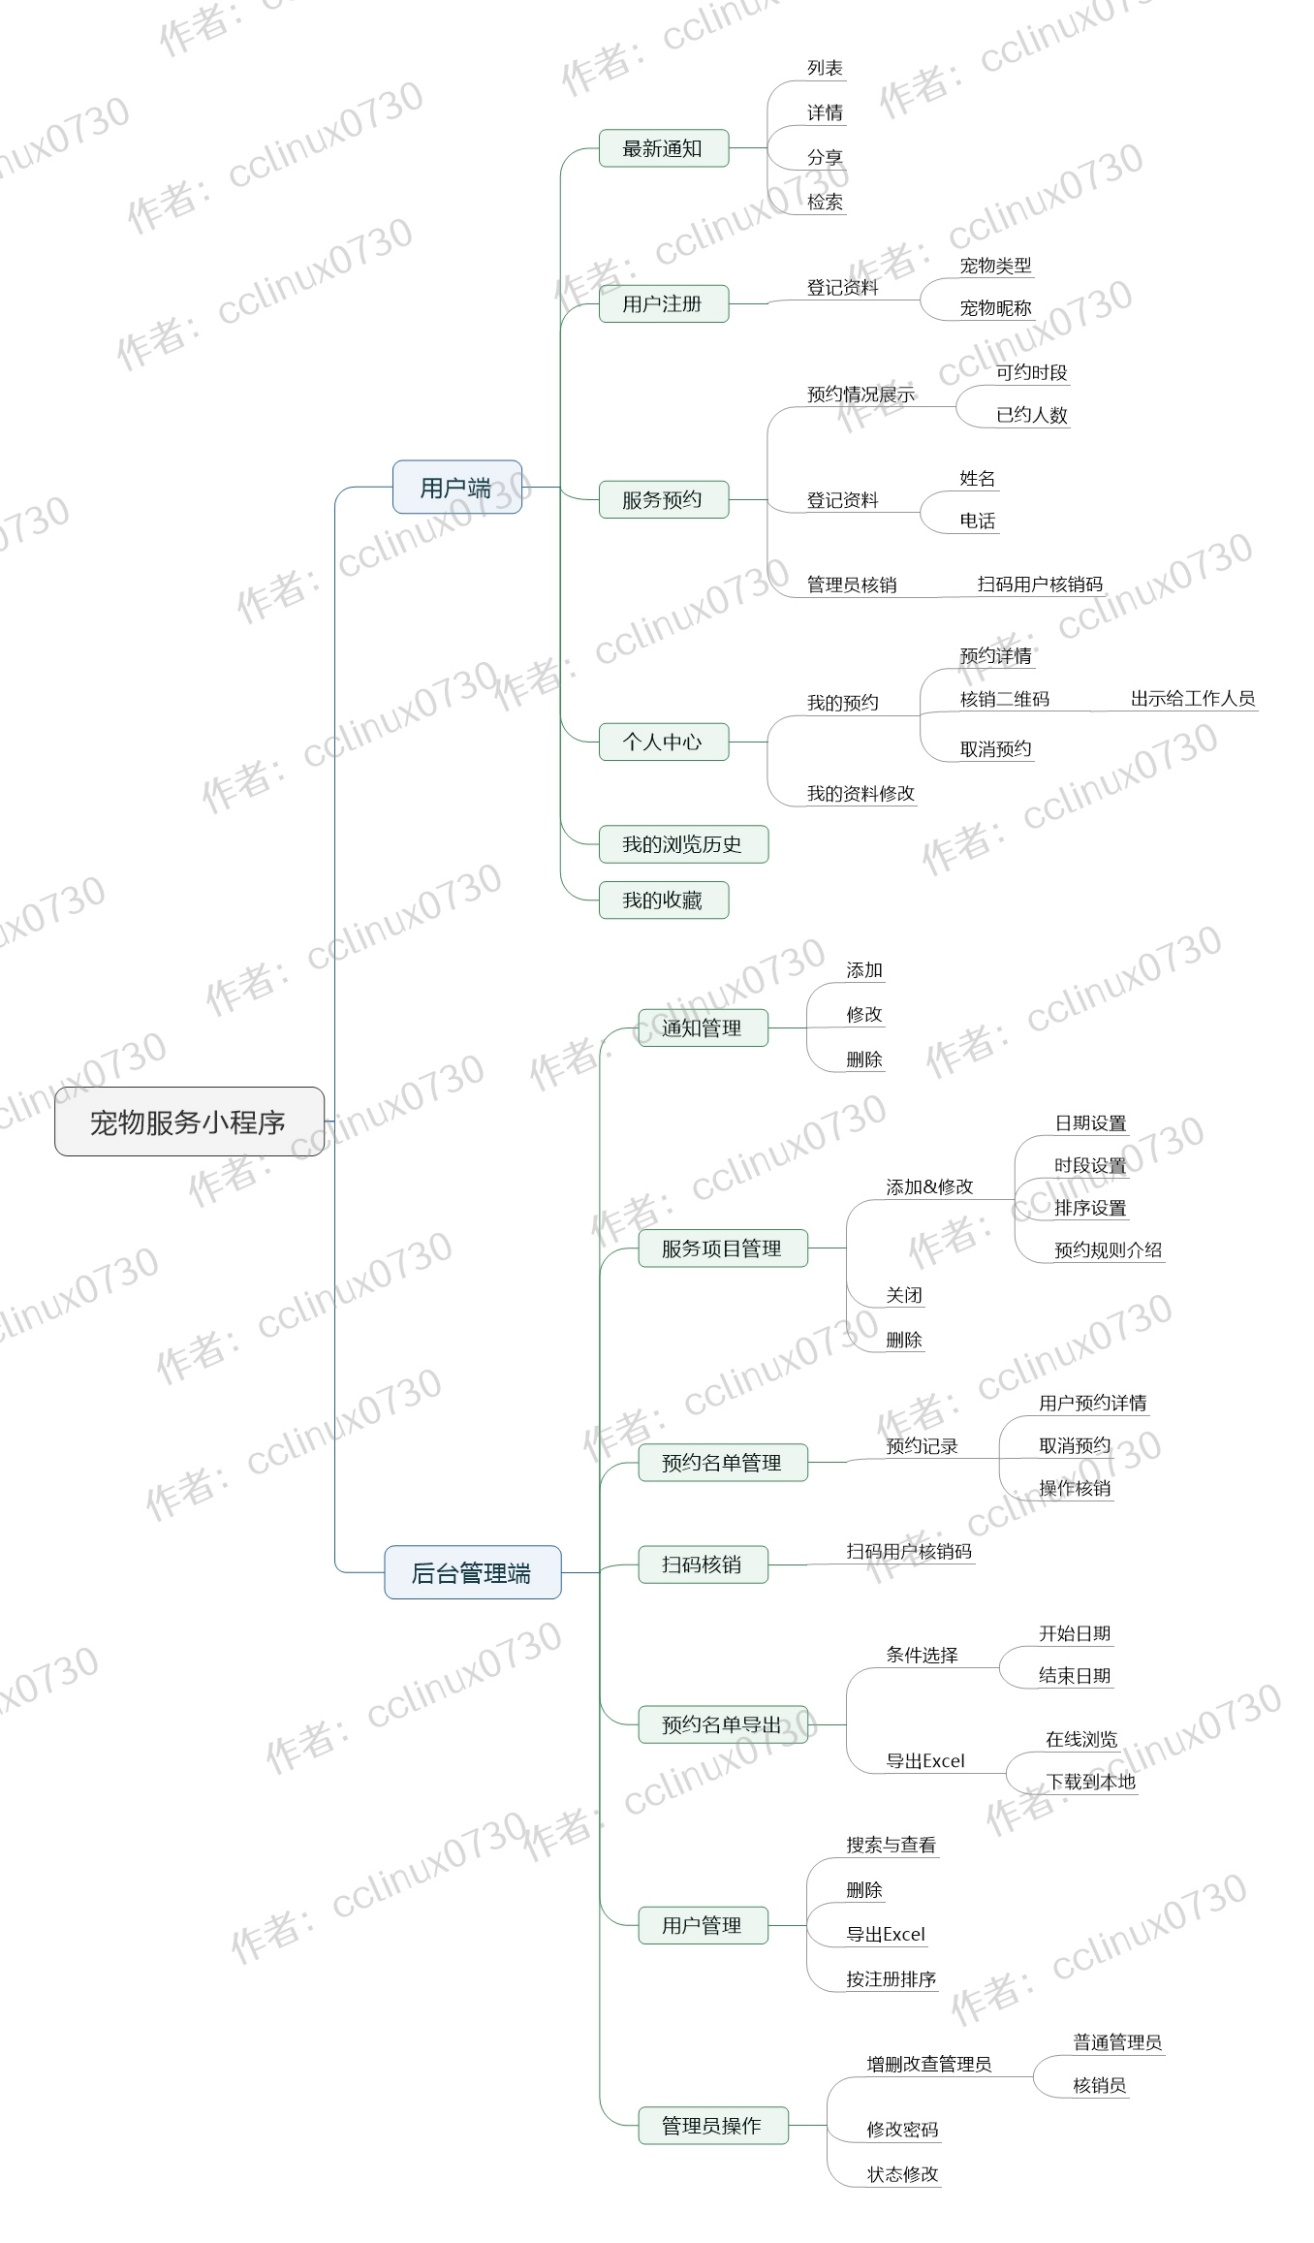 宠物服务小程序
用户端
最新通知
列表
详情
分享
检索
用户注册
登记资料
宠物类型
宠物昵称
服务预约
预约情况展示
可约时段
已约人数
登记资料
姓名
电话
管理员核销
扫码用户核销码
个人中心
我的预约
预约详情
核销二维码
出示给工作人员
取消预约
我的资料修改
我的浏览历史
我的收藏
后台管理端
通知管理
添加
修改
删除
服务项目管理
添加&修改
日期设置
时段设置
排序设置
预约规则介绍
关闭
删除
预约名单管理
预约记录
用户预约详情
取消预约
操作核销
扫码核销
扫码用户核销码
预约名单导出
条件选择
开始日期
结束日期
导出Excel
在线浏览
下载到本地
用户管理
搜索与查看
删除
导出Excel
按注册排序
管理员操作
增删改查管理员
普通管理员
核销员
修改密码
状态修改
作者：cclinux0730